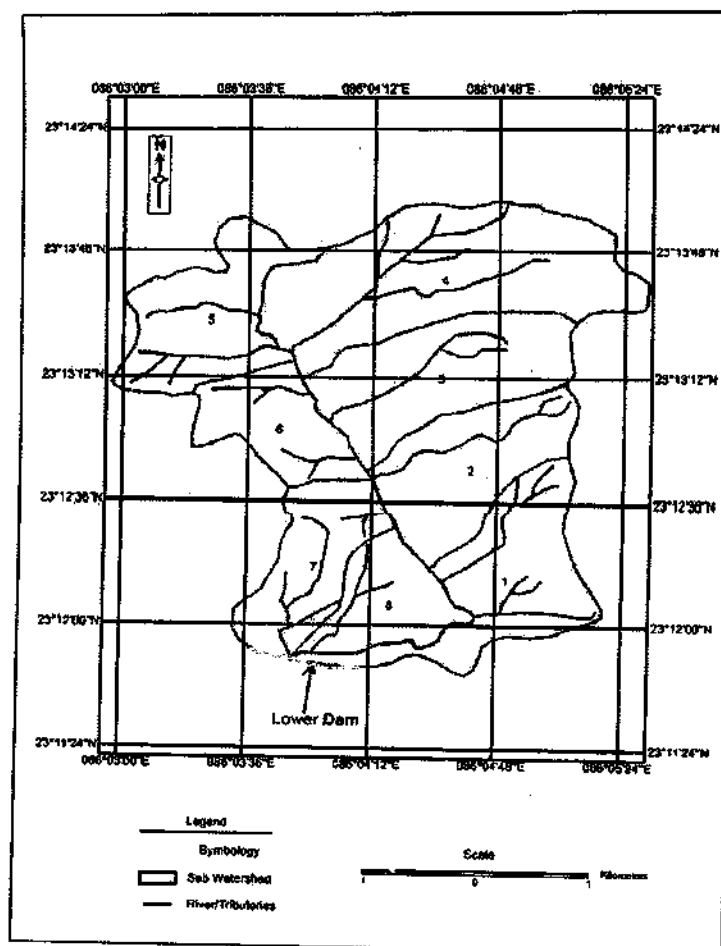 086°03'00"E 086°03'36"E 086°04'12"E 086°04'48"E 086°05'24"E
23°14'24"N 23°14'24"N
N
23°13'48"N 23°13'48"N
4
5
23°13'12"N 23°13'12"N
3
6
2
23°12'36"N 23°12'36"N
7
1
8
23°12'00"N 23°12'00"N
Lower Dam
23°11'24"N 23°11'24"N
086°03'00"E 086°03'36"E 086°04'12"E 086°04'48"E 086°05'24"E
Legend
Symbology
Sub Watershed
River/Tributaries
Scale
1 0 1 Kilometers